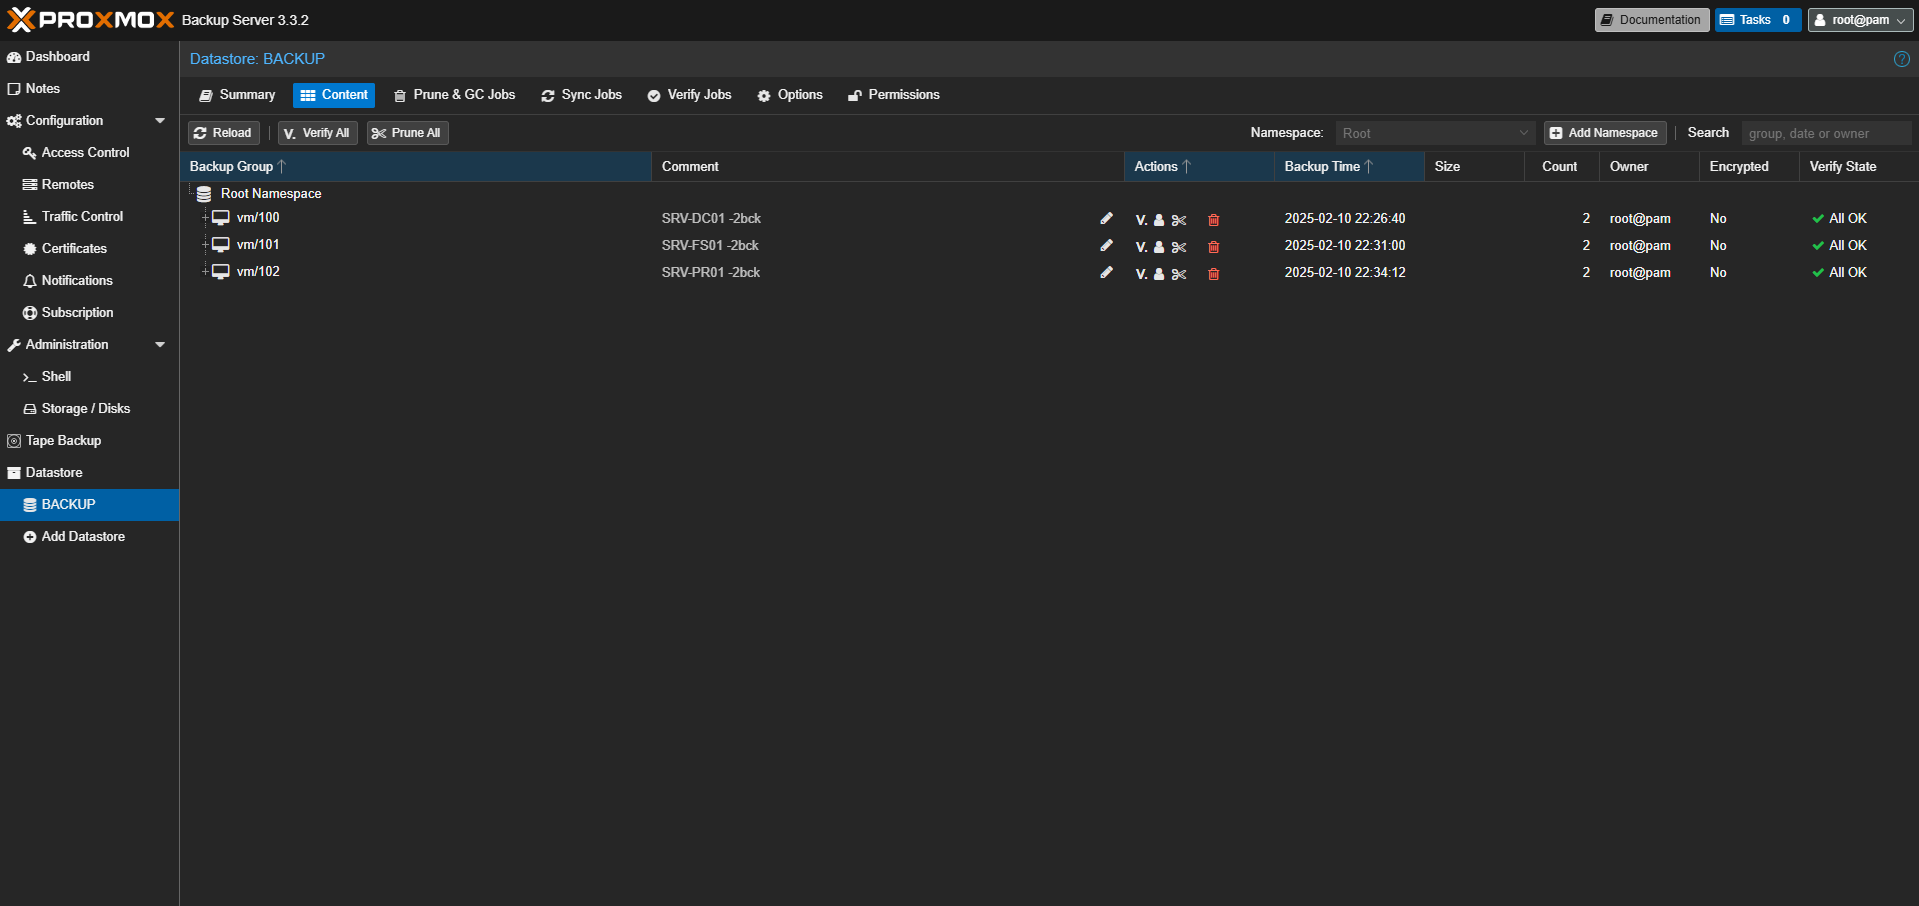 PROXMOX Backup Server 3.3.2 Documentation Tasks 0 root@pam
Dashboard
Notes
Configuration
Access Control
Remotes
Traffic Control
Certificates
Notifications
Subscription
Administration
Shell
Storage / Disks
Tape Backup
Datastore
BACKUP
Add Datastore
Datastore: BACKUP
Summary Content Prune & GC Jobs Sync Jobs Verify Jobs Options Permissions
Reload V. Verify All Prune All Namespace: Root Add Namespace Search group, date or owner
Backup Group Comment Actions Backup Time Size Count Owner Encrypted Verify State
Root Namespace
vm/100 SRV-DC01 -2bck V. 2025-02-10 22:26:40 2 root@pam No All OK
vm/101 SRV-FS01 -2bck V. 2025-02-10 22:31:00 2 root@pam No All OK
vm/102 SRV-PR01 -2bck V. 2025-02-10 22:34:12 2 root@pam No All OK